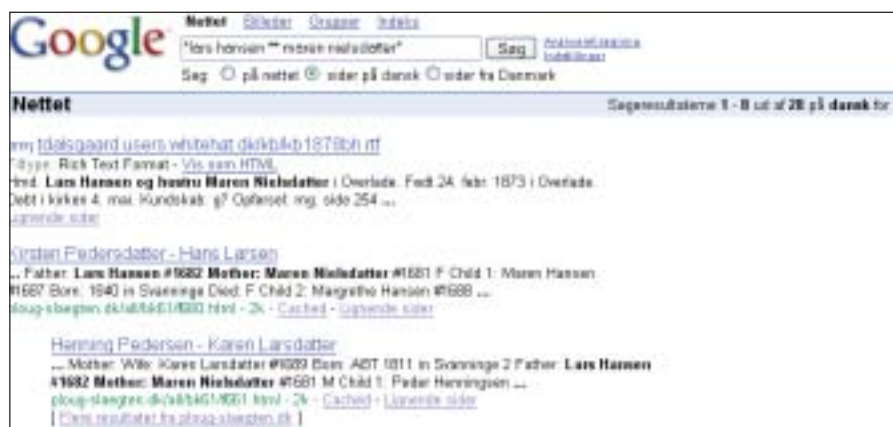 Google
Nettet Billeder Grupper Indeks
"lars hansen ** maren nielsdatter" Søg
Søg: på nettet sider på dansk sider fra Danmark
Nettet Søgeresultaterne 1 - 8 ud af 28 på dansk for
tdalsgaard.users.whitehat.dk/kb/kb1878bh.rtf
Filtype: Rich Text Format - Vis som HTML
Lars Hansen og hustru Maren Nielsdatter i Overlade. Født 24. febr. 1873 i Overlade.
Døbt i kirken 4. mai. Kundskab. g? Opførsel. mg. side 254 ...
Lignende sider
Kirsten Pedersdatter - Hans Larsen
... Father: Lars Hansen #1682 Mother: Maren Nielsdatter #1681 F Child 1: Maren Hansen
#1687 Born: 1840 in Svanninge Died: F Child 2: Margrethe Hansen #1688 ...
ploug-slaegten.dk/all/bk61/f680.html - 2k - Cached - Lignende sider
Henning Pedersen - Karen Larsdatter
... Mother: Wife: Karen Larsdatter #1689 Born: ABT 1811 in Svanninge 2 Father: Lars Hansen
#1682 Mother: Maren Nielsdatter #1681 M Child 1: Peder Henningsen ...
ploug-slaegten.dk/all/bk61/f661.html - 2k - Cached - Lignende sider
[ Flere resultater fra ploug-slaegten.dk ]